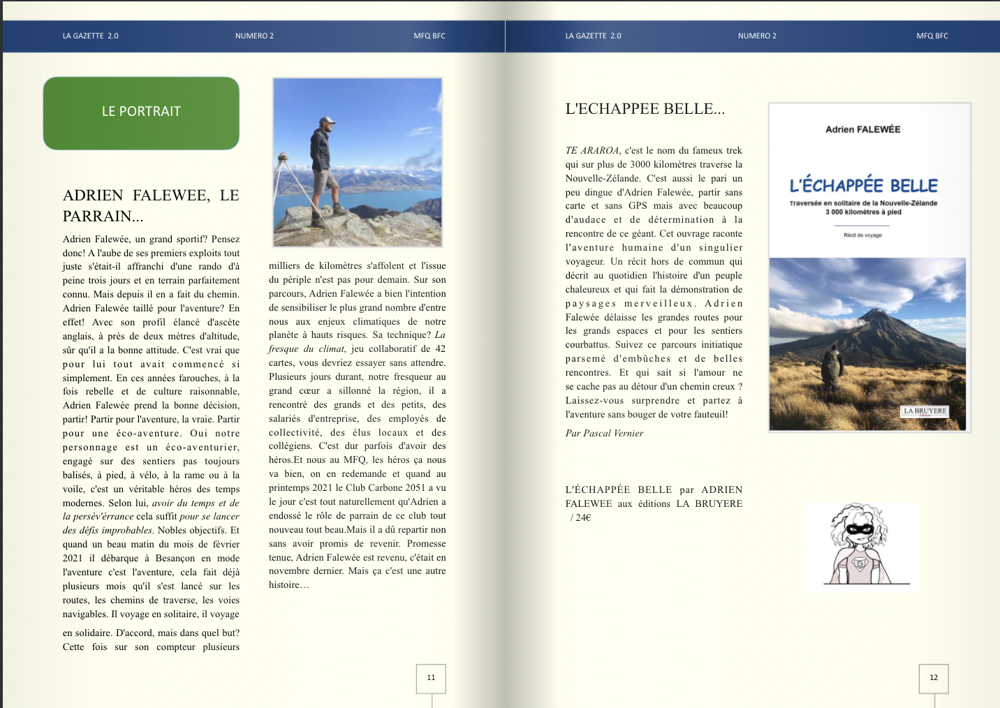 LA GAZETTE 2.0 NUMERO 2 MFQ BFC
LE PORTRAIT
ADRIEN FALEWEE, LE
PARRAIN...
Adrien Falewée, un grand sportif? Pensez
donc! A l'aube de ses premiers exploits tout
juste s'était-il affranchi d'une rando d'à
peine trois jours et en terrain parfaitement
connu. Mais depuis il en a fait du chemin.
Adrien Falewée taillé pour l'aventure? En
effet! Avec son profil élancé d'ascète
anglais, à près de deux mètres d'altitude,
sûr qu'il a la bonne attitude. C'est vrai que
pour lui tout avait commencé si
simplement. En ces années farouches, à la
fois rebelle et de culture raisonnable,
Adrien Falewée prend la bonne décision,
partir! Partir pour l'aventure, la vraie. Partir
pour une éco-aventure. Oui notre
personnage est un éco-aventurier,
engagé sur des sentiers pas toujours
balisés, à pied, à vélo, à la rame ou à la
voile, c'est un véritable héros des temps
modernes. Selon lui, avoir du temps et de
la persév'érrance cela suffit pour se lancer
des défis improbables. Nobles objectifs. Et
quand un beau matin du mois de février
2021 il débarque à Besançon en mode
l'aventure c'est l'aventure, cela fait déjà
plusieurs mois qu'il s'est lancé sur les
routes, les chemins de traverse, les voies
navigables. Il voyage en solitaire, il voyage
en solidaire. D'accord, mais dans quel but?
Cette fois sur son compteur plusieurs
milliers de kilomètres s'affolent et l'issue
du périple n'est pas pour demain. Sur son
parcours, Adrien Falewée a bien l'intention
de sensibiliser le plus grand nombre d'entre
nous aux enjeux climatiques de notre
planète à hauts risques. Sa technique? La
fresque du climat, jeu collaboratif de 42
cartes, vous devriez essayer sans attendre.
Plusieurs jours durant, notre fresqueur au
grand cœur a sillonné la région, il a
rencontré des grands et des petits, des
salariés d'entreprise, des employés de
collectivité, des élus locaux et des
collégiens. C'est dur parfois d'avoir des
héros.Et nous au MFQ, les héros ça nous
va bien, on en redemande et quand au
printemps 2021 le Club Carbone 2051 a vu
le jour c'est tout naturellement qu'Adrien a
endossé le rôle de parrain de ce club tout
nouveau tout beau.Mais il a dû repartir non
sans avoir promis de revenir. Promesse
tenue, Adrien Falewée est revenu, c'était en
novembre dernier. Mais ça c'est une autre
histoire…
11
LA GAZETTE 2.0 NUMERO 2 MFQ BFC
L'ECHAPPEE BELLE...
TE ARAROA, c'est le nom du fameux trek
qui sur plus de 3000 kilomètres traverse la
Nouvelle-Zélande. C'est aussi le pari un
peu dingue d'Adrien Falewée, partir sans
carte et sans GPS mais avec beaucoup
d'audace et de détermination à la
rencontre de ce géant. Cet ouvrage raconte
l'aventure humaine d'un singulier
voyageur. Un récit hors de commun qui
décrit au quotidien l'histoire d'un peuple
chaleureux et qui fait la démonstration de
paysages merveilleux. Adrien
Falewée délaisse les grandes routes pour
les grands espaces et pour les sentiers
courbattus. Suivez ce parcours initiatique
parsemé d'embûches et de belles
rencontres. Et qui sait si l'amour ne
se cache pas au détour d'un chemin creux ?
Laissez-vous surprendre et partez à
l'aventure sans bouger de votre fauteuil!
Par Pascal Vernier
L'ÉCHAPPÉE BELLE par ADRIEN
FALEWEE aux éditions LA BRUYERE
/ 24€
Adrien FALEWÉE
L'ÉCHAPPÉE BELLE
Traversée en solitaire de la Nouvelle-Zélande
3 000 kilomètres à pied
Récit de voyage
LA BRUYERE
Editions
G
12